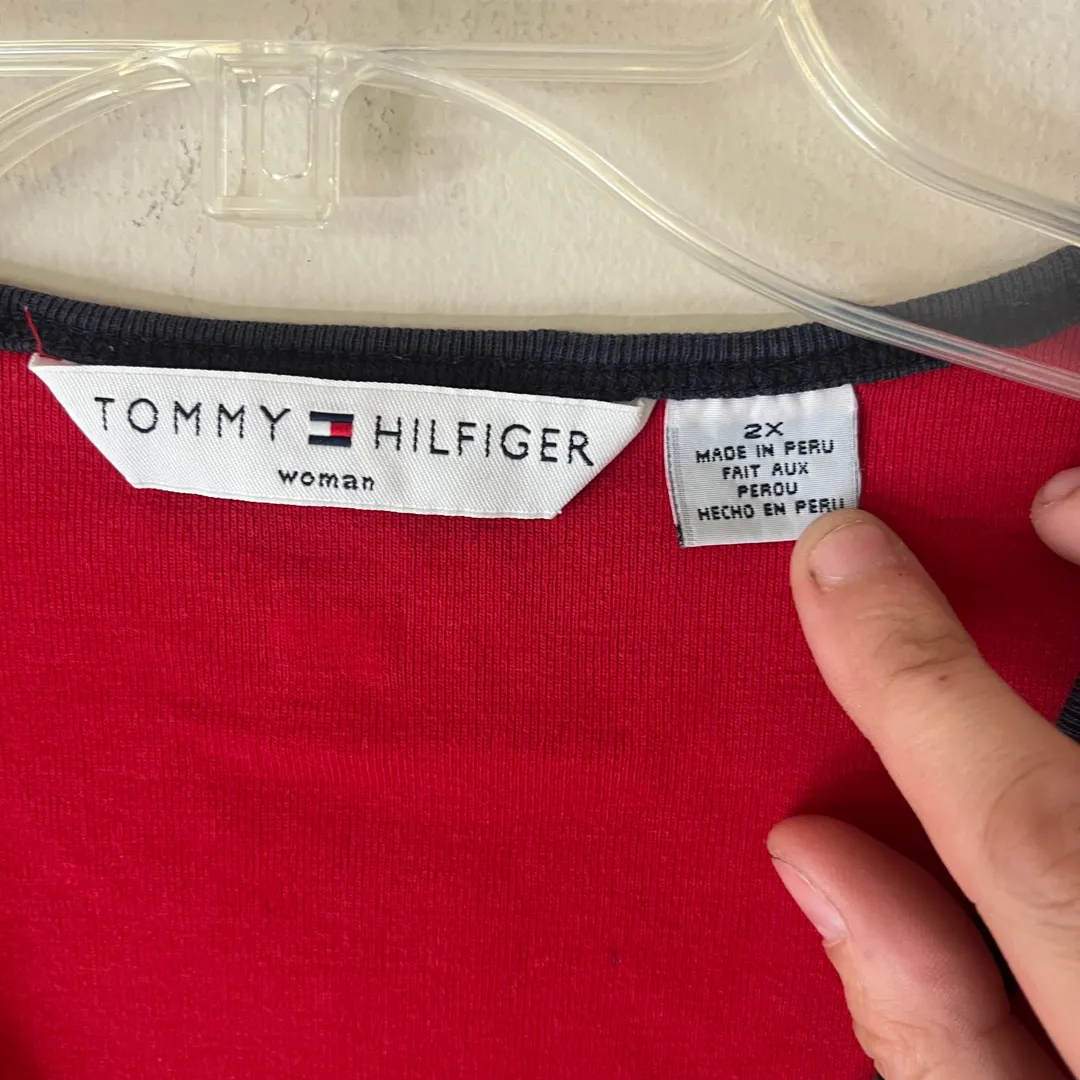 TOMMY HILFIGER
woman
2X
MADE IN PERU
FAIT AUX
PEROU
HECHO EN PERU